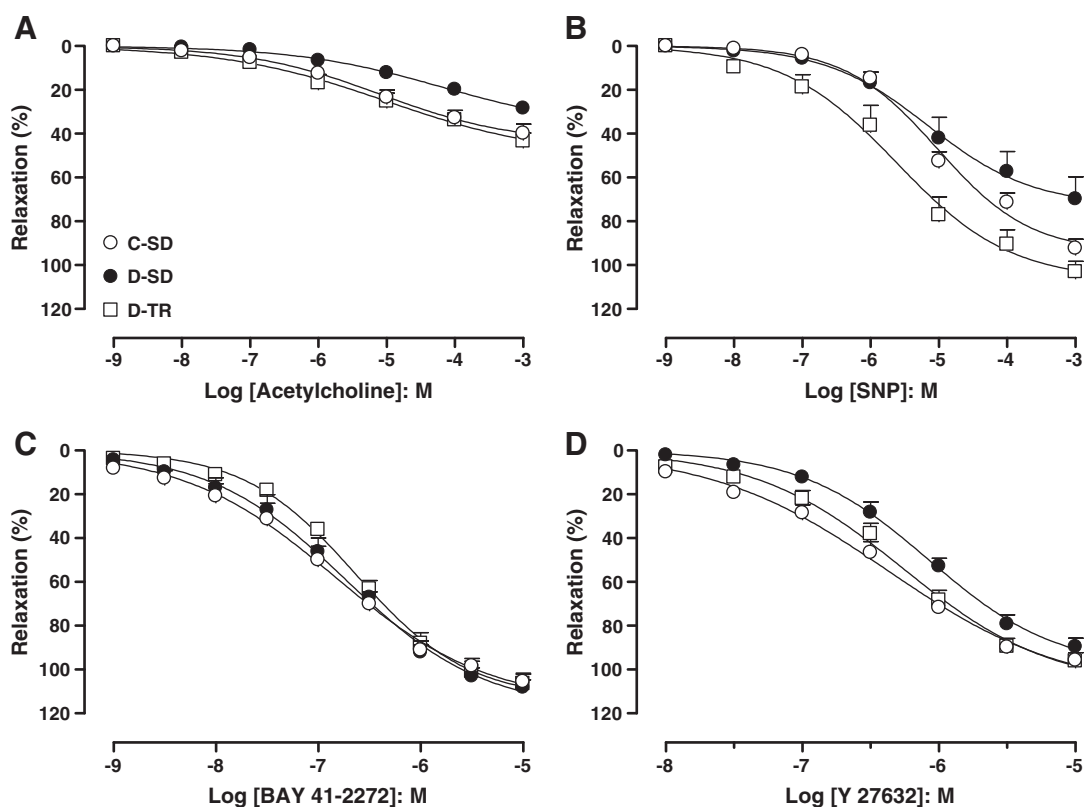 A
0
20
40
60
80
100
120
Relaxation (%)
C-SD
D-SD
D-TR
-9 -8 -7 -6 -5 -4 -3
Log [Acetylcholine]: M
B
0
20
40
60
80
100
120
Relaxation (%)
-9 -8 -7 -6 -5 -4 -3
Log [SNP]: M
C
0
20
40
60
80
100
120
Relaxation (%)
-9 -8 -7 -6 -5
Log [BAY 41-2272]: M
D
0
20
40
60
80
100
120
Relaxation (%)
-8 -7 -6 -5
Log [Y 27632]: M